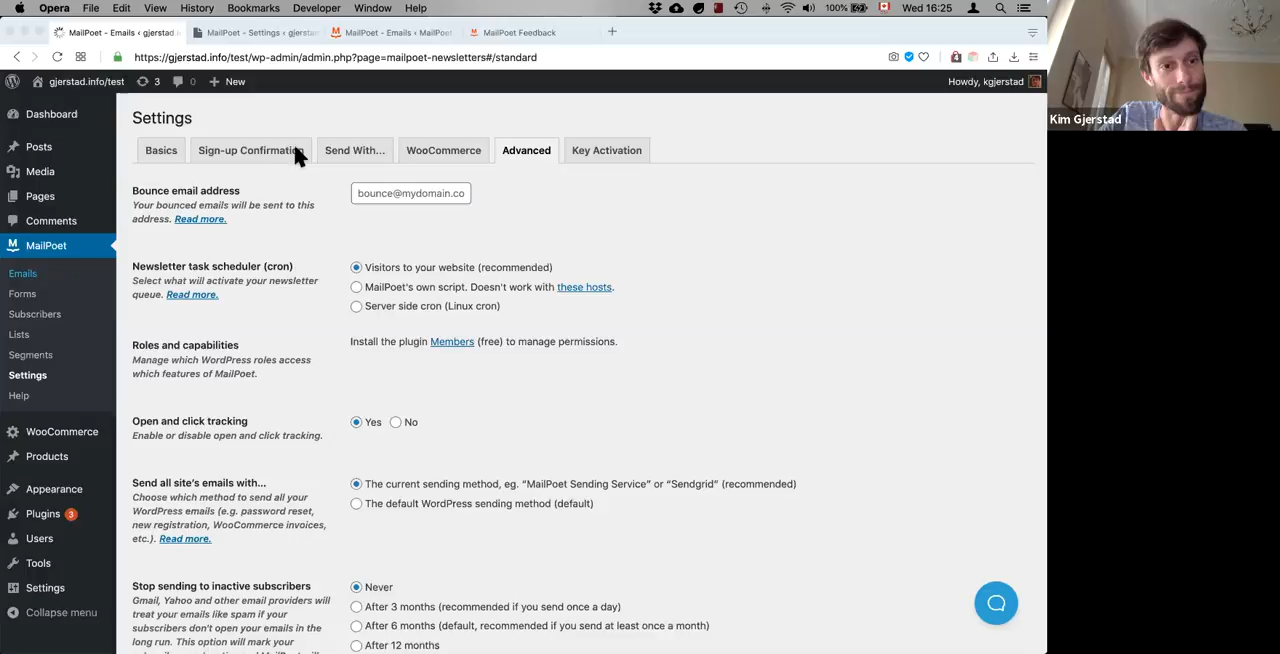 Opera File Edit View History Bookmarks Developer Window Help
100% Wed 16:25
MailPoet - Emails ‹ gjerstad.i
MailPoet - Settings ‹ gjersta
MailPoet - Emails ‹ MailPoet
MailPoet Feedback
https://gjerstad.info/test/wp-admin/admin.php?page=mailpoet-newsletters#/standard
gjerstad.info/test 3 0 New
Howdy, kgjerstad
Kim Gjerstad
Dashboard
Posts
Media
Pages
Comments
MailPoet
Emails
Forms
Subscribers
Lists
Segments
Settings
Help
WooCommerce
Products
Appearance
Plugins 3
Users
Tools
Settings
Collapse menu
Settings
Basics Sign-up Confirmation Send With... WooCommerce Advanced Key Activation
Bounce email address
Your bounced emails will be sent to this
address. Read more.
bounce@mydomain.co
Newsletter task scheduler (cron)
Select what will activate your newsletter
queue. Read more.
Visitors to your website (recommended)
MailPoet's own script. Doesn't work with these hosts.
Server side cron (Linux cron)
Roles and capabilities
Manage which WordPress roles access
which features of MailPoet.
Install the plugin Members (free) to manage permissions.
Open and click tracking
Enable or disable open and click tracking.
Yes No
Send all site's emails with...
Choose which method to send all your
WordPress emails (e.g. password reset,
new registration, WooCommerce invoices,
etc.). Read more.
The current sending method, eg. “MailPoet Sending Service” or “Sendgrid” (recommended)
The default WordPress sending method (default)
Stop sending to inactive subscribers
Gmail, Yahoo and other email providers will
treat your emails like spam if your
subscribers don't open your emails in the
long run. This option will mark your
Never
After 3 months (recommended if you send once a day)
After 6 months (default, recommended if you send at least once a month)
After 12 months